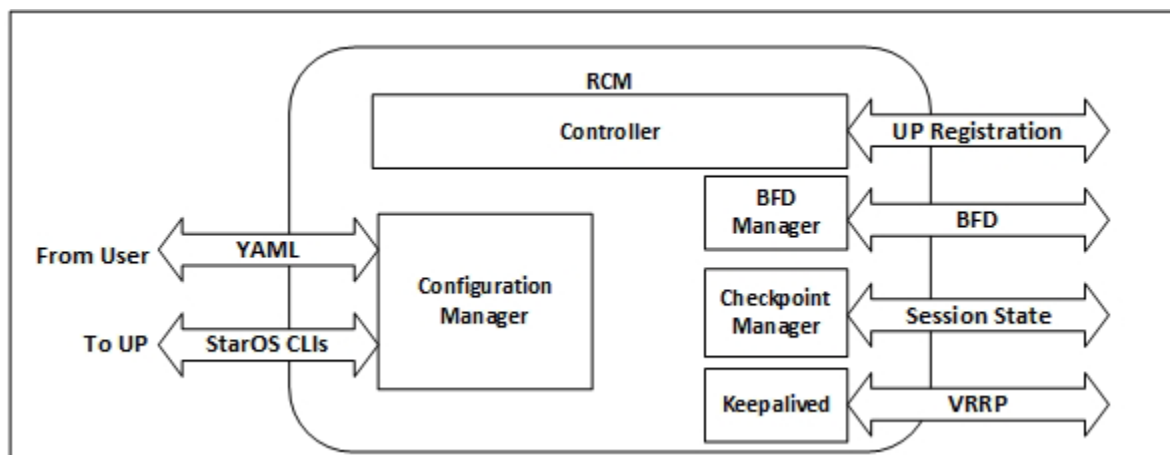 RCM
Controller
UP Registration
BFD
Manager
BFD
From User
YAML
Configuration
Manager
Checkpoint
Manager
Session State
To UP
StarOS CLIs
Keepalived
VRRP